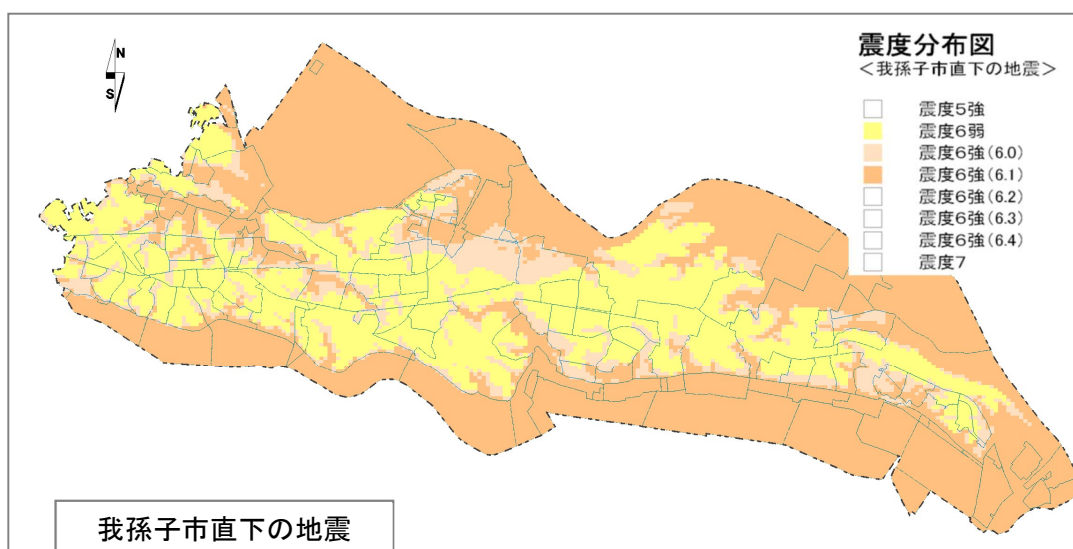 N
S
震度分布図
<我孫子市直下の地震>
震度5強
震度6弱
震度6強(6.0)
震度6強(6.1)
震度6強(6.2)
震度6強(6.3)
震度6強(6.4)
震度7
我孫子市直下の地震